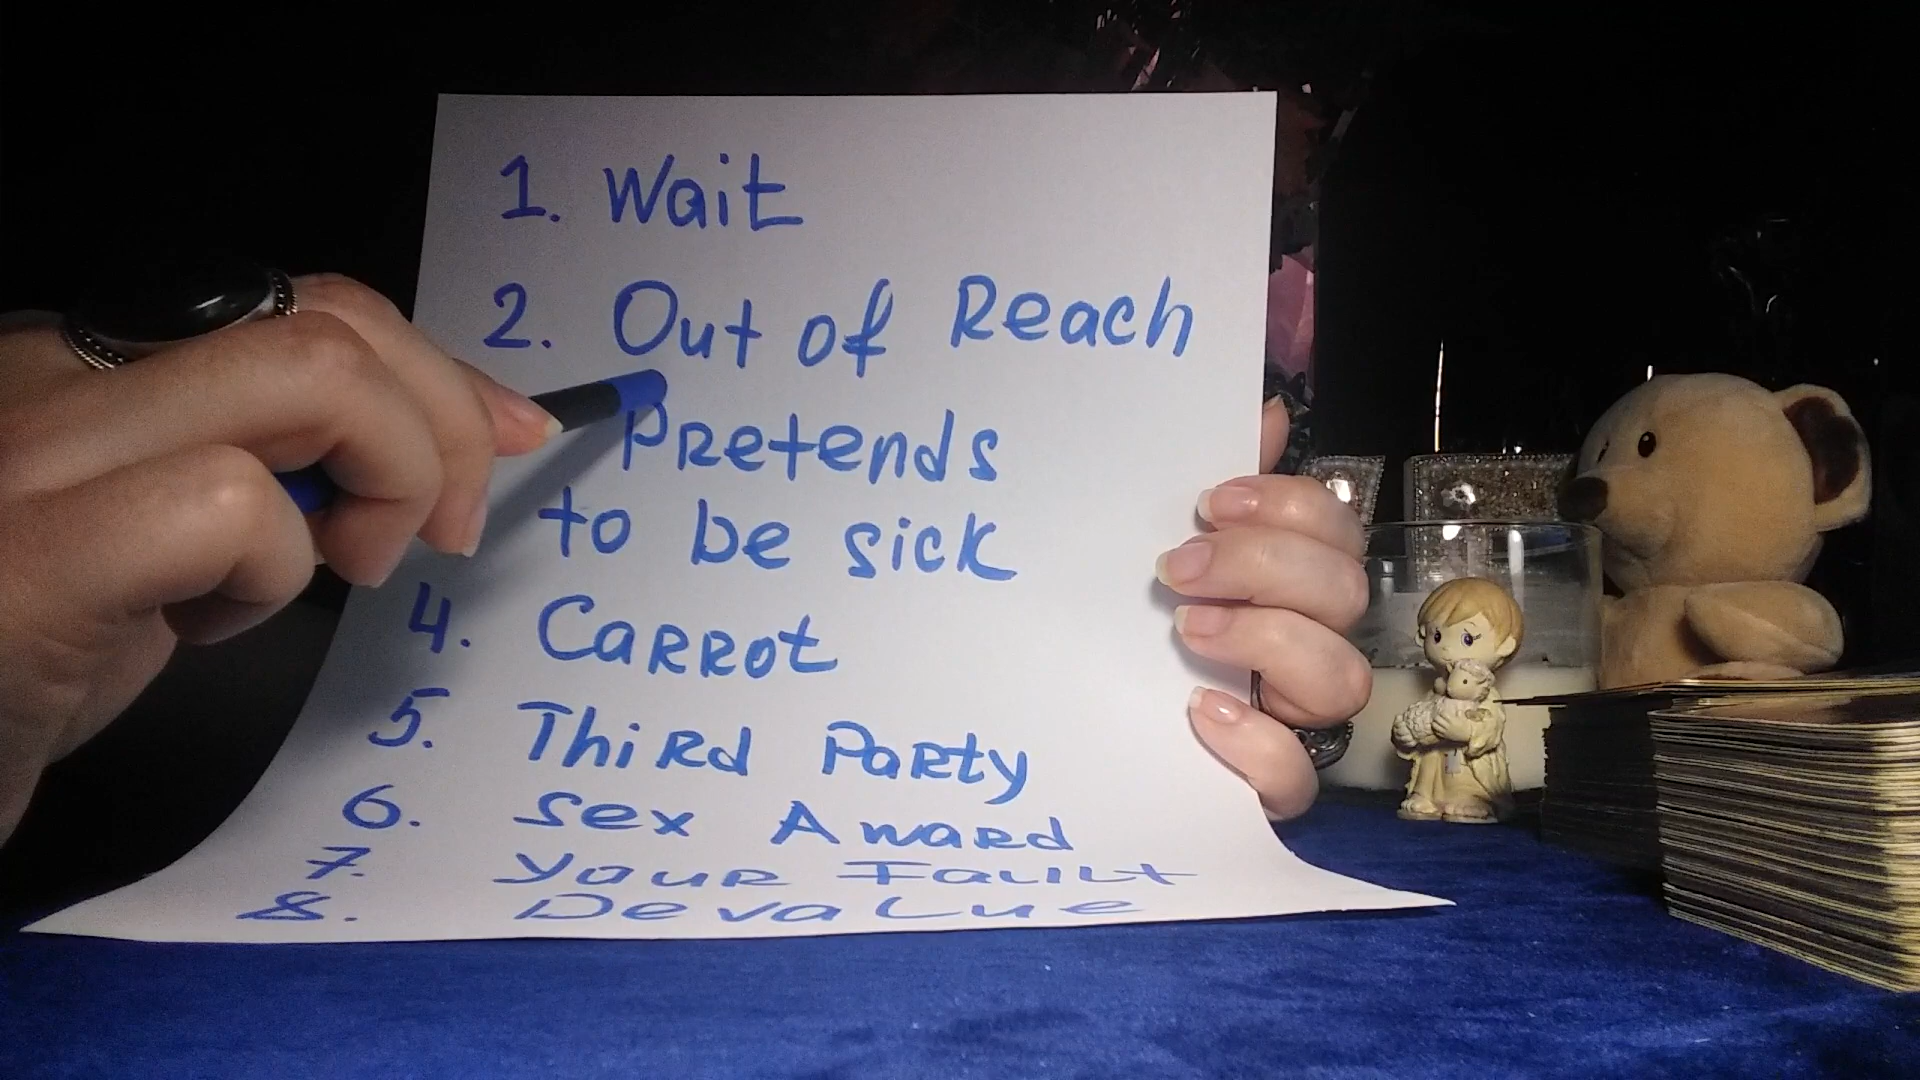 1. Wait
2. Out of Reach
Pretends
to be sick
4. Carrot
5. Third Party
6. Sex Award
7. Your Fault
8. Devalue